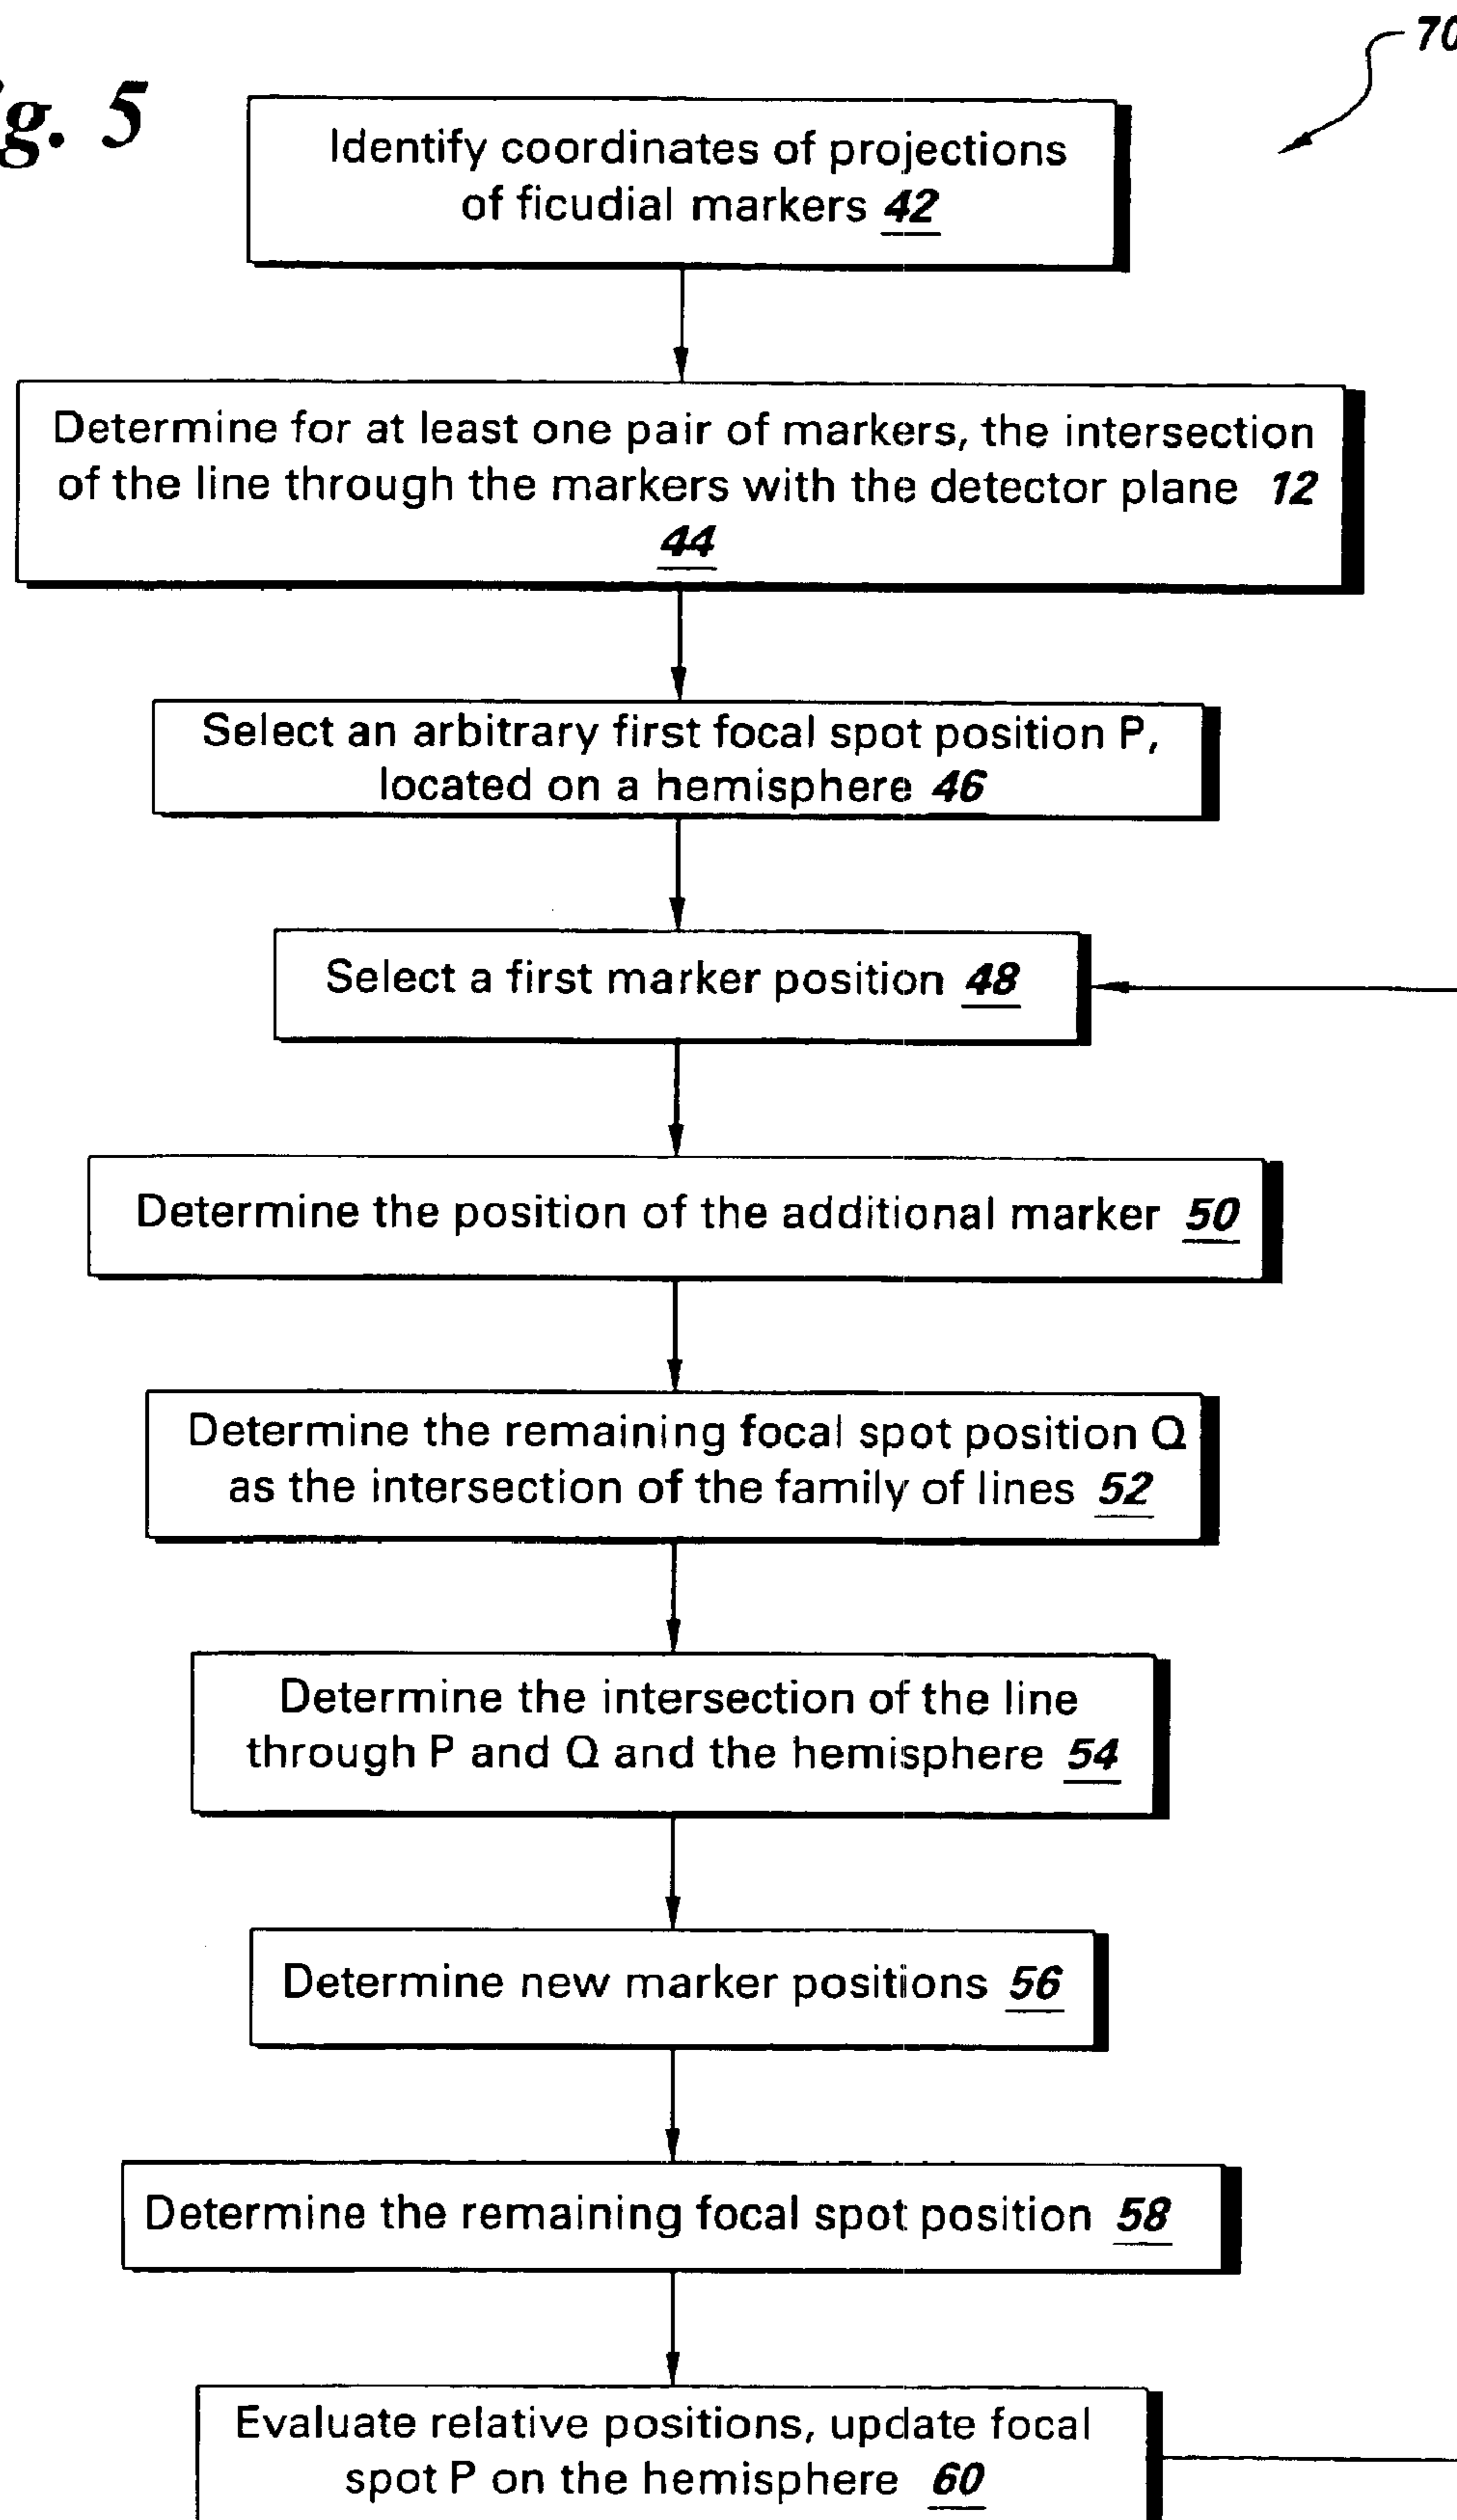 70
g. 5
Identify coordinates of projections
of ficudial markers 42
Determine for at least one pair of markers, the intersection
of the line through the markers with the detector plane 12
44
Select an arbitrary first focal spot position P,
located on a hemisphere 46
Select a first marker position 48
Determine the position of the additional marker 50
Determine the remaining focal spot position Q
as the intersection of the family of lines 52
Determine the intersection of the line
through P and Q and the hemisphere 54
Determine new marker positions 56
Determine the remaining focal spot position 58
Evaluate relative positions, update focal
spot P on the hemisphere 60